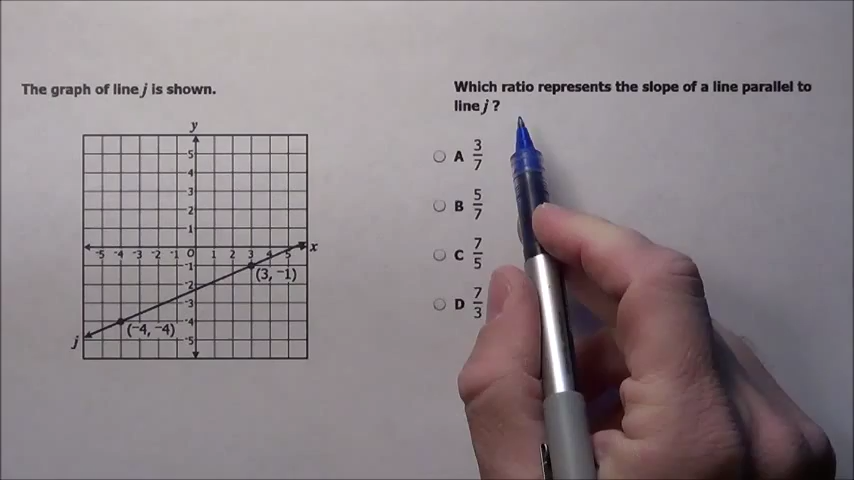 The graph of line j is shown.
y
5
4
3
2
1
-5 -4 -3 -2 -1 O 1 2 3 4 5 x
-1
(3, -1)
-2
-3
-4
(-4, -4)
j
-5
Which ratio represents the slope of a line parallel to
line j ?
A 3/7
B 5/7
C 7/5
D 7/3